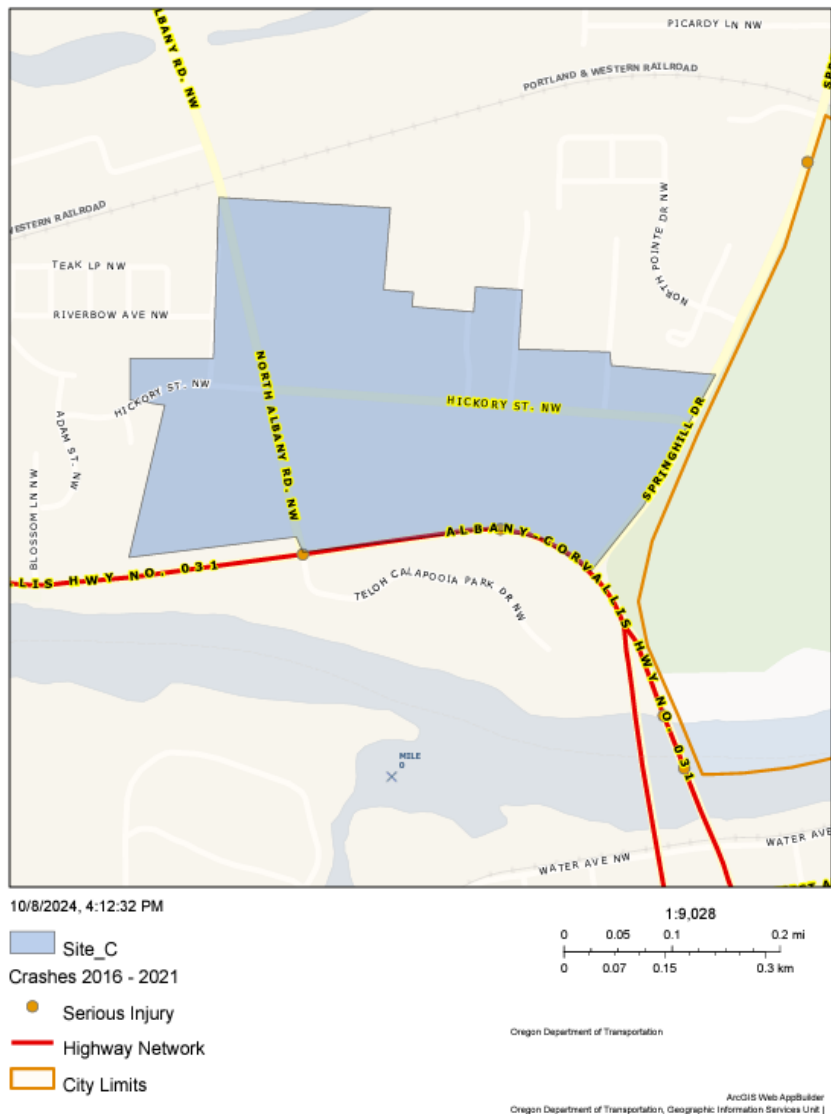 PICARDY LN NW
LBANY RD. NW
PORTLAND & WESTERN RAILROAD
NORTH POINTE DR NW
WESTERN RAILROAD
TEAK LP NW
RIVERBOW AVE NW
HICKORY ST. NW
NORTH ALBANY RD. NW
HICKORY ST. NW
SPRINGHILL DR
ADAM ST. NW
BLOSSOM LN NW
ALBANY-CORVALLIS HWY NO. 031
LIS HWY NO. 031
TELOH CALAPOOIA PARK DR NW
MILE
0
WATER AVE NW
WATER AVE
10/8/2024, 4:12:32 PM
1:9,028
0 0.05 0.1 0.2 mi
0 0.07 0.15 0.3 km
Site_C
Crashes 2016 - 2021
Serious Injury
Highway Network
City Limits
Oregon Department of Transportation
ArcGIS Web AppBuilder
Oregon Department of Transportation, Geographic Information Services Unit |